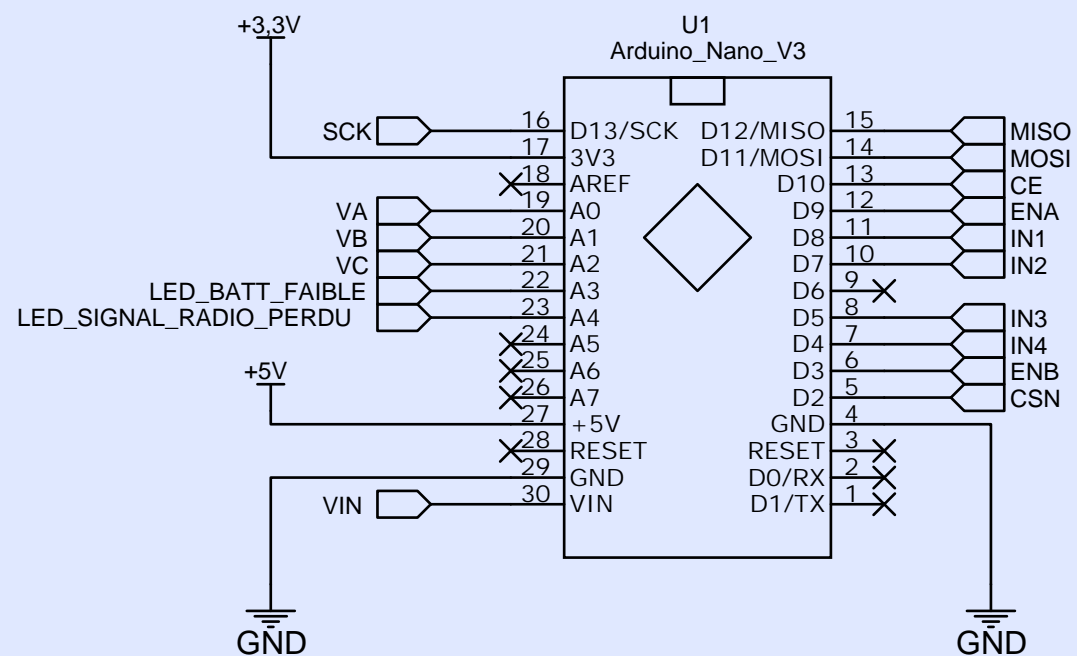 +3,3V
U1
Arduino_Nano_V3
SCK 16 D13/SCK D12/MISO 15 MISO
17 3V3 D11/MOSI 14 MOSI
18 AREF D10 13 CE
VA 19 A0 D9 12 ENA
VB 20 A1 D8 11 IN1
VC 21 A2 D7 10 IN2
LED_BATT_FAIBLE 22 A3 D6 9
LED_SIGNAL_RADIO_PERDU 23 A4 D5 8 IN3
24 A5 D4 7 IN4
+5V 25 A6 D3 6 ENB
26 A7 D2 5 CSN
27 +5V GND 4
28 RESET RESET 3
29 GND D0/RX 2
VIN 30 VIN D1/TX 1
GND GND